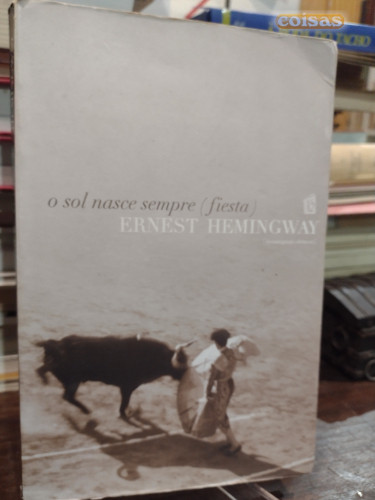 coisas
o sol nasce sempre (fiesta)
ERNEST HEMINGWAY